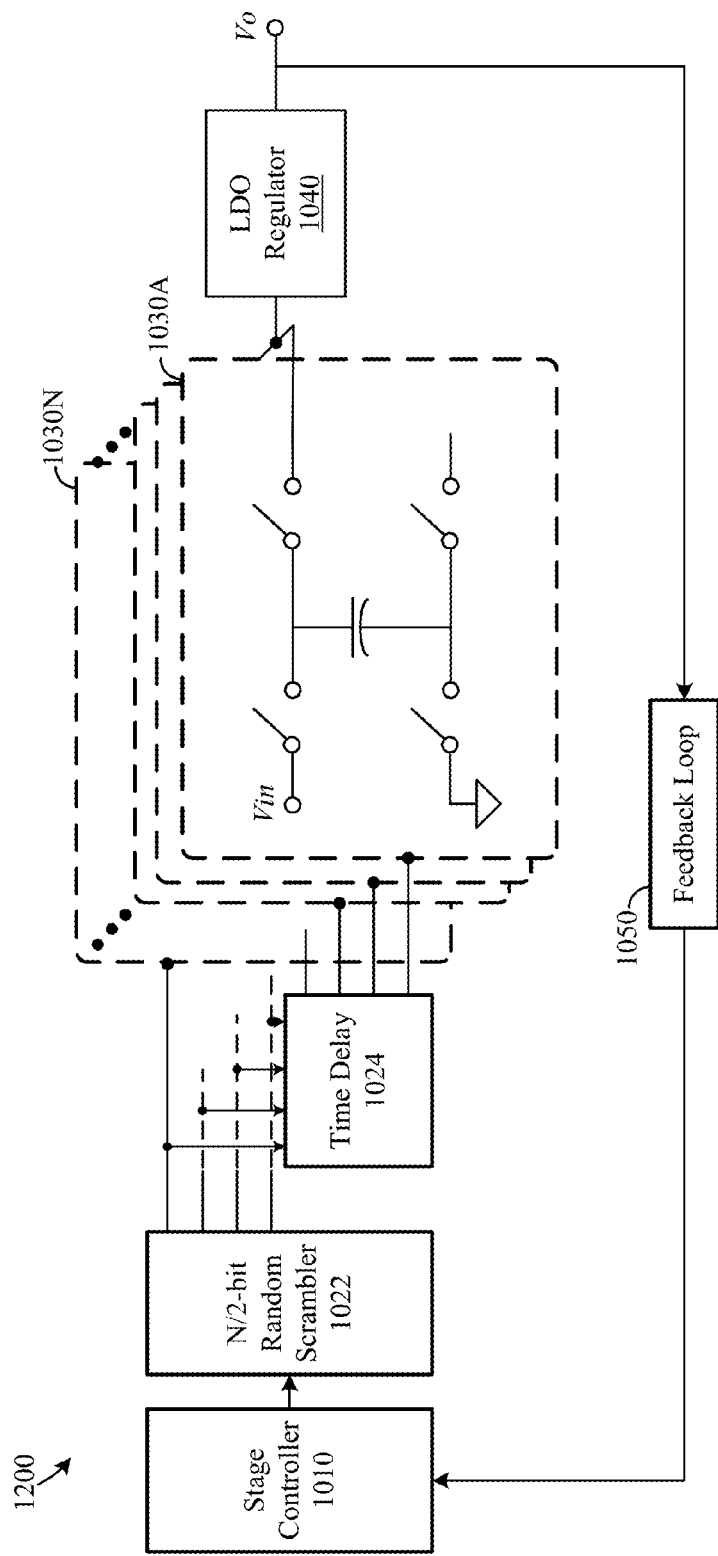 1200
Stage
Controller
1010
N/2-bit
Random
Scrambler
1022
Time Delay
1024
1030N
1030A
Vin
LDO
Regulator
1040
Vo
1050
Feedback Loop